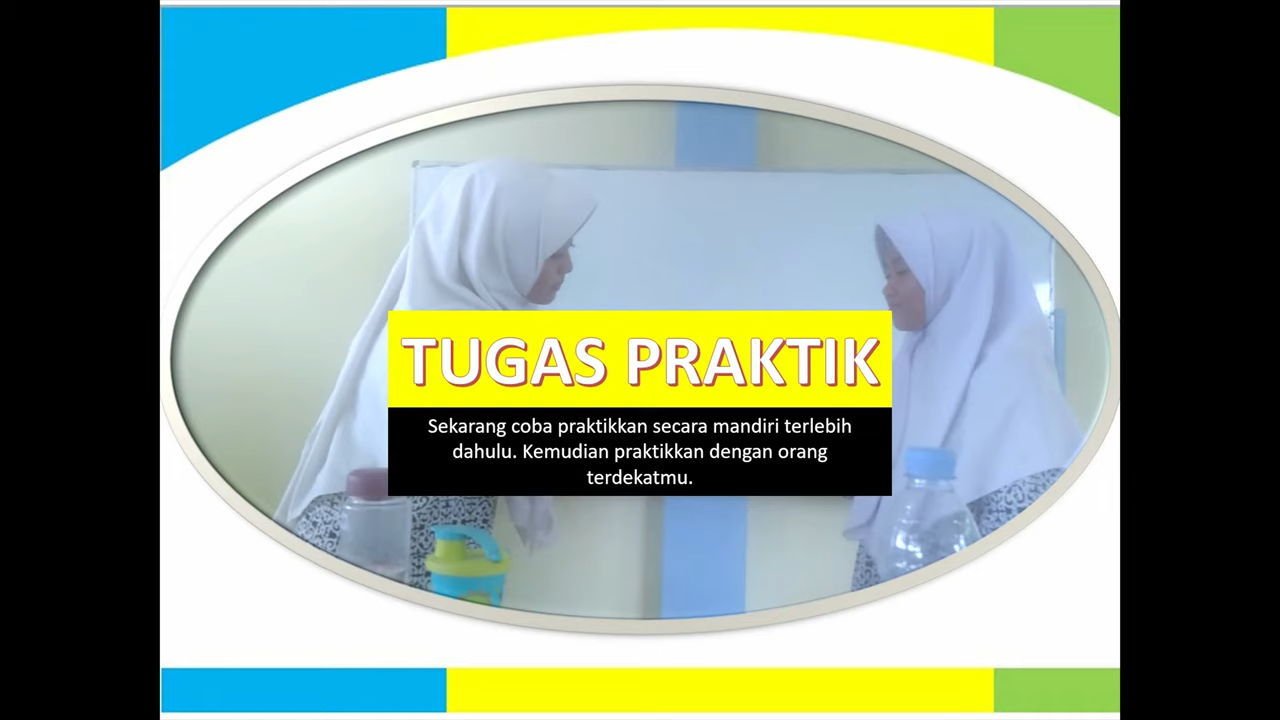 TUGAS PRAKTIK
Sekarang coba praktikkan secara mandiri terlebih
dahulu. Kemudian praktikkan dengan orang
terdekatmu.